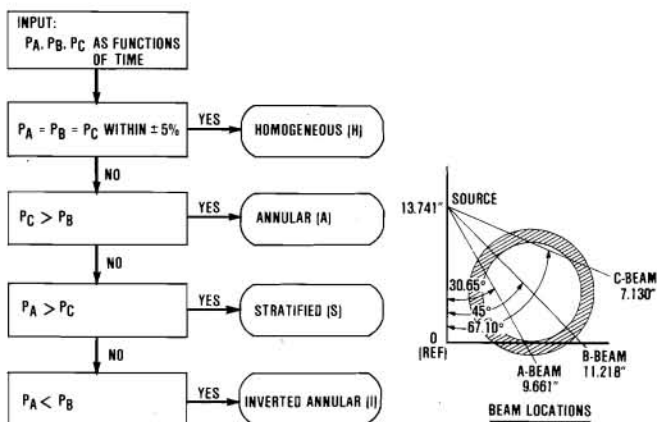 INPUT:
PA, PB, PC AS FUNCTIONS
OF TIME
PA = PB = PC WITHIN ±5%
YES
HOMOGENEOUS (H)
NO
PC > PB
YES
ANNULAR (A)
NO
PA > PC
YES
STRATIFIED (S)
NO
PA < PB
YES
INVERTED ANNULAR (I)
SOURCE
13.741"
C-BEAM
7.130"
30.65°
45°
67.10°
0
(REF)
B-BEAM
11.218"
A-BEAM
9.661"
BEAM LOCATIONS